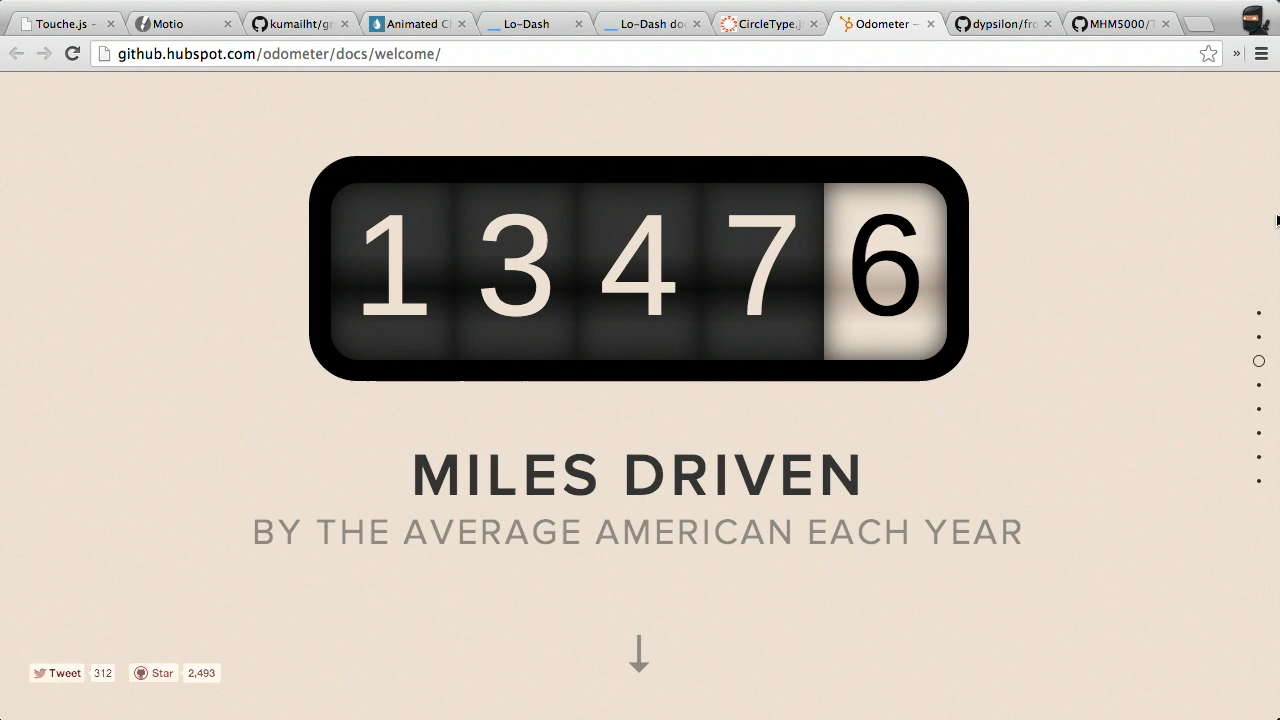 Touche.js –
Motio
kumailht/gr
Animated C
Lo-Dash
Lo-Dash do
CircleType.
Odometer –
dypsilon/fro
MHM5000/T
github.hubspot.com/odometer/docs/welcome/
1 3 4 7 6
MILES DRIVEN
BY THE AVERAGE AMERICAN EACH YEAR
Tweet 312 Star 2,493